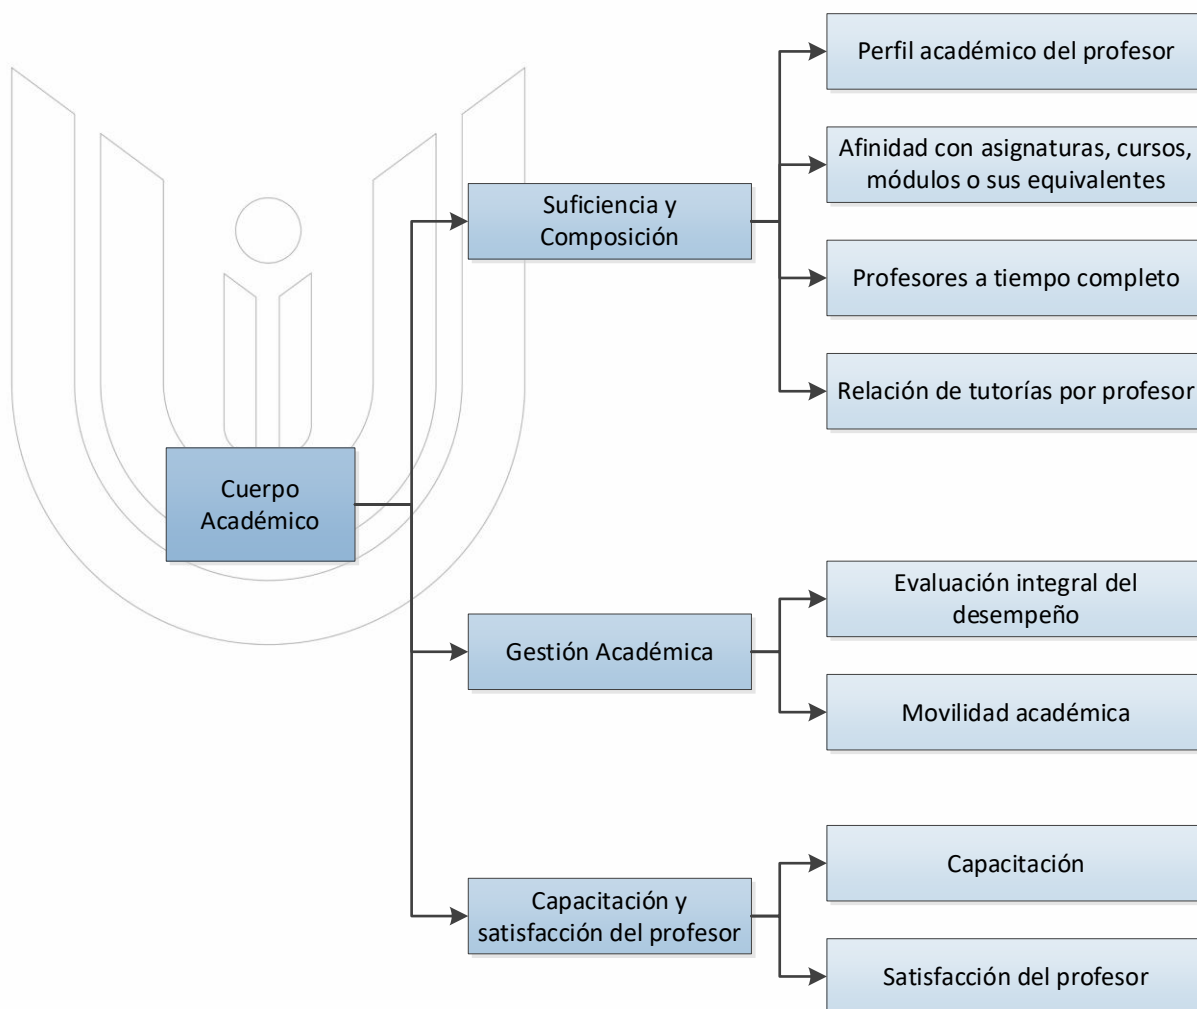 Cuerpo
Académico
Suficiencia y
Composición
Perfil académico del profesor
Afinidad con asignaturas, cursos,
módulos o sus equivalentes
Profesores a tiempo completo
Relación de tutorías por profesor
Gestión Académica
Evaluación integral del
desempeño
Movilidad académica
Capacitación y
satisfacción del profesor
Capacitación
Satisfacción del profesor